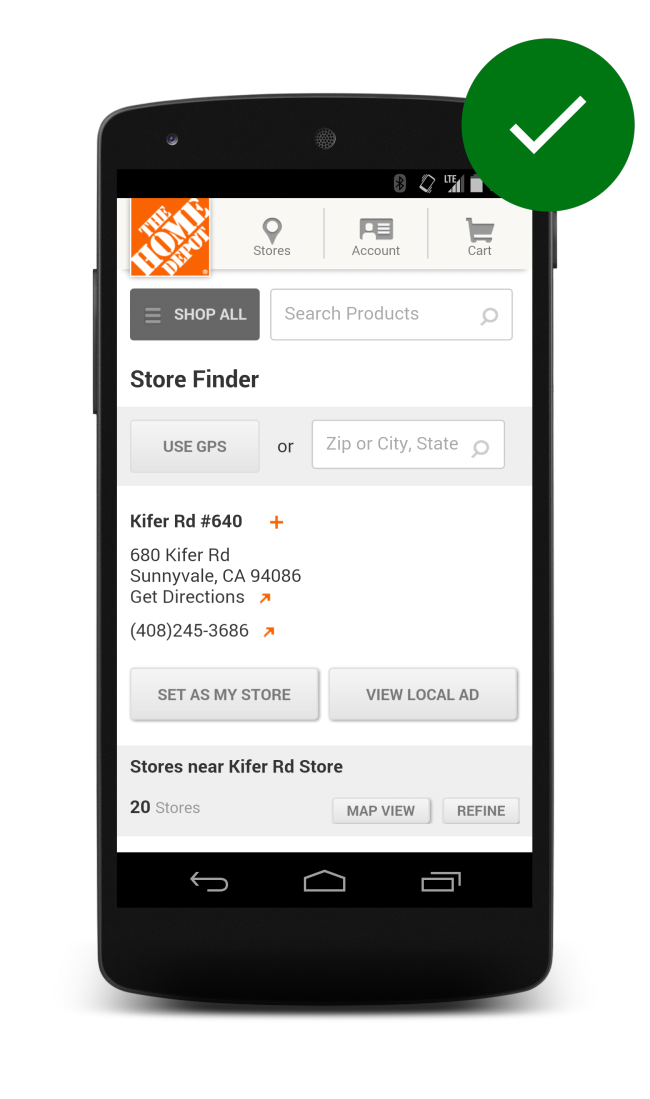 LTE
THE
HOME
DEPOT
Stores
Account
Cart
SHOP ALL
Search Products
Store Finder
USE GPS or Zip or City, State
Kifer Rd #640 +
680 Kifer Rd
Sunnyvale, CA 94086
Get Directions
(408)245-3686
SET AS MY STORE
VIEW LOCAL AD
Stores near Kifer Rd Store
20 Stores
MAP VIEW
REFINE